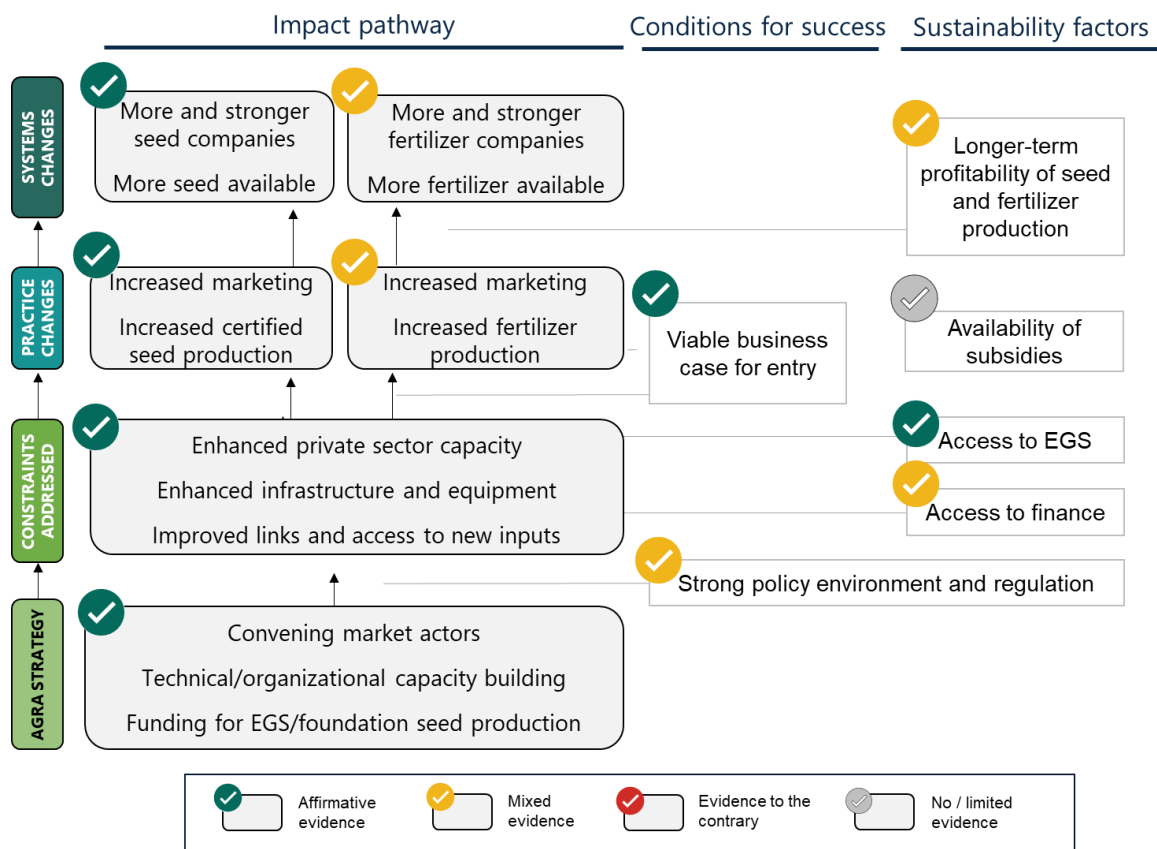 Impact pathway
Conditions for success
Sustainability factors
SYSTEMS
CHANGES
More and stronger
seed companies
More seed available
More and stronger
fertilizer companies
More fertilizer available
Longer-term
profitability of seed
and fertilizer
production
PRACTICE
CHANGES
Increased marketing
Increased certified
seed production
Increased marketing
Increased fertilizer
production
Viable business
case for entry
Availability of
subsidies
CONSTRAINTS
ADDRESSED
Enhanced private sector capacity
Enhanced infrastructure and equipment
Improved links and access to new inputs
Access to EGS
Access to finance
Strong policy environment and regulation
AGRA STRATEGY
Convening market actors
Technical/organizational capacity building
Funding for EGS/foundation seed production
Affirmative
evidence
Mixed
evidence
Evidence to the
contrary
No / limited
evidence